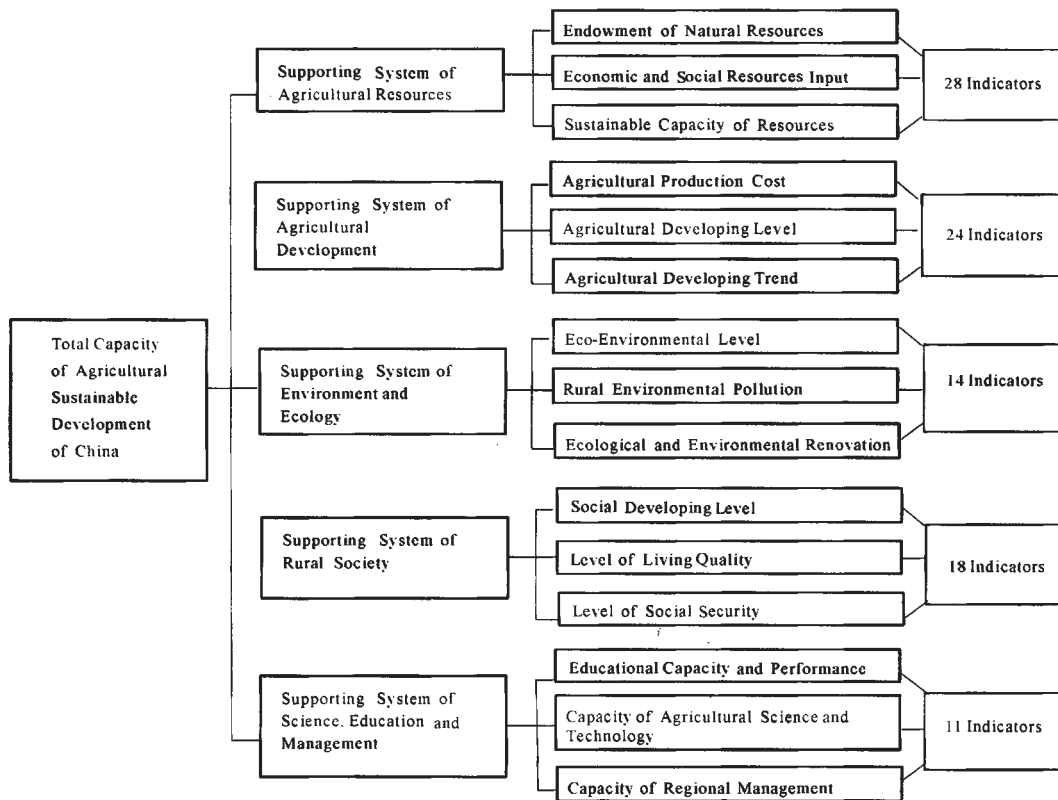 Total Capacity
of Agricultural
Sustainable
Development
of China
Supporting System of
Agricultural Resources
Endowment of Natural Resources
Economic and Social Resources Input
Sustainable Capacity of Resources
28 Indicators
Supporting System of
Agricultural
Development
Agricultural Production Cost
Agricultural Developing Level
Agricultural Developing Trend
24 Indicators
Supporting System of
Environment and
Ecology
Eco-Environmental Level
Rural Environmental Pollution
Ecological and Environmental Renovation
14 Indicators
Supporting System of
Rural Society
Social Developing Level
Level of Living Quality
Level of Social Security
18 Indicators
Supporting System of
Science, Education and
Management
Educational Capacity and Performance
Capacity of Agricultural Science and
Technology
Capacity of Regional Management
11 Indicators